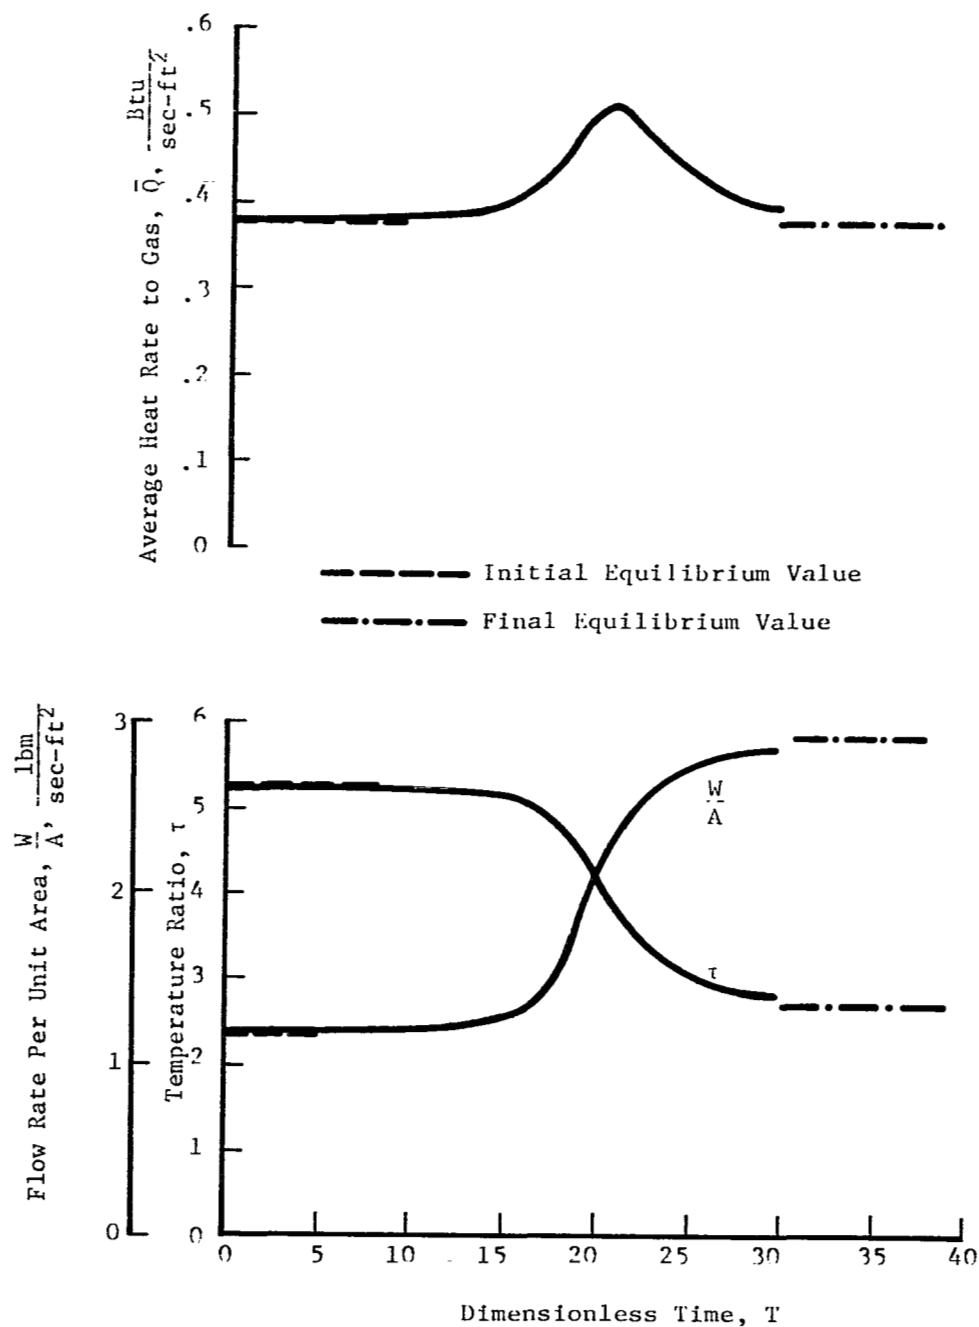 .6
.5
.4
.3
.2
.1
0
Average Heat Rate to Gas, Q̅, Btu
sec-ft²
Initial Equilibrium Value
Final Equilibrium Value
3
2
1
0
Flow Rate Per Unit Area, W
A, lbm
sec-ft²
6
5
4
3
2
1
0
Temperature Ratio, τ
W
A
τ
0 5 10 15 20 25 30 35 40
Dimensionless Time, T